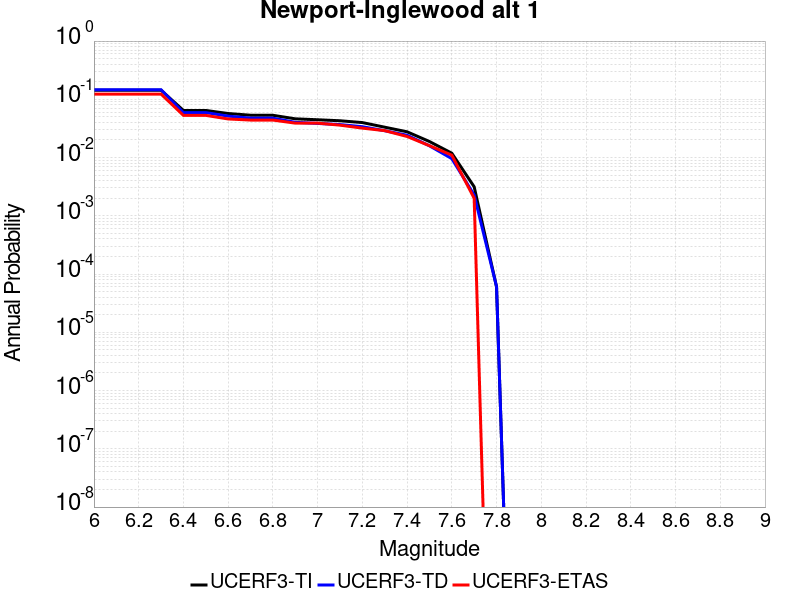 Newport-Inglewood alt 1
10^0
10^-1
10^-2
10^-3
10^-4
10^-5
10^-6
10^-7
10^-8
Annual Probability
6 6.2 6.4 6.6 6.8 7 7.2 7.4 7.6 7.8 8 8.2 8.4 8.6 8.8 9
Magnitude
UCERF3-TI UCERF3-TD UCERF3-ETAS